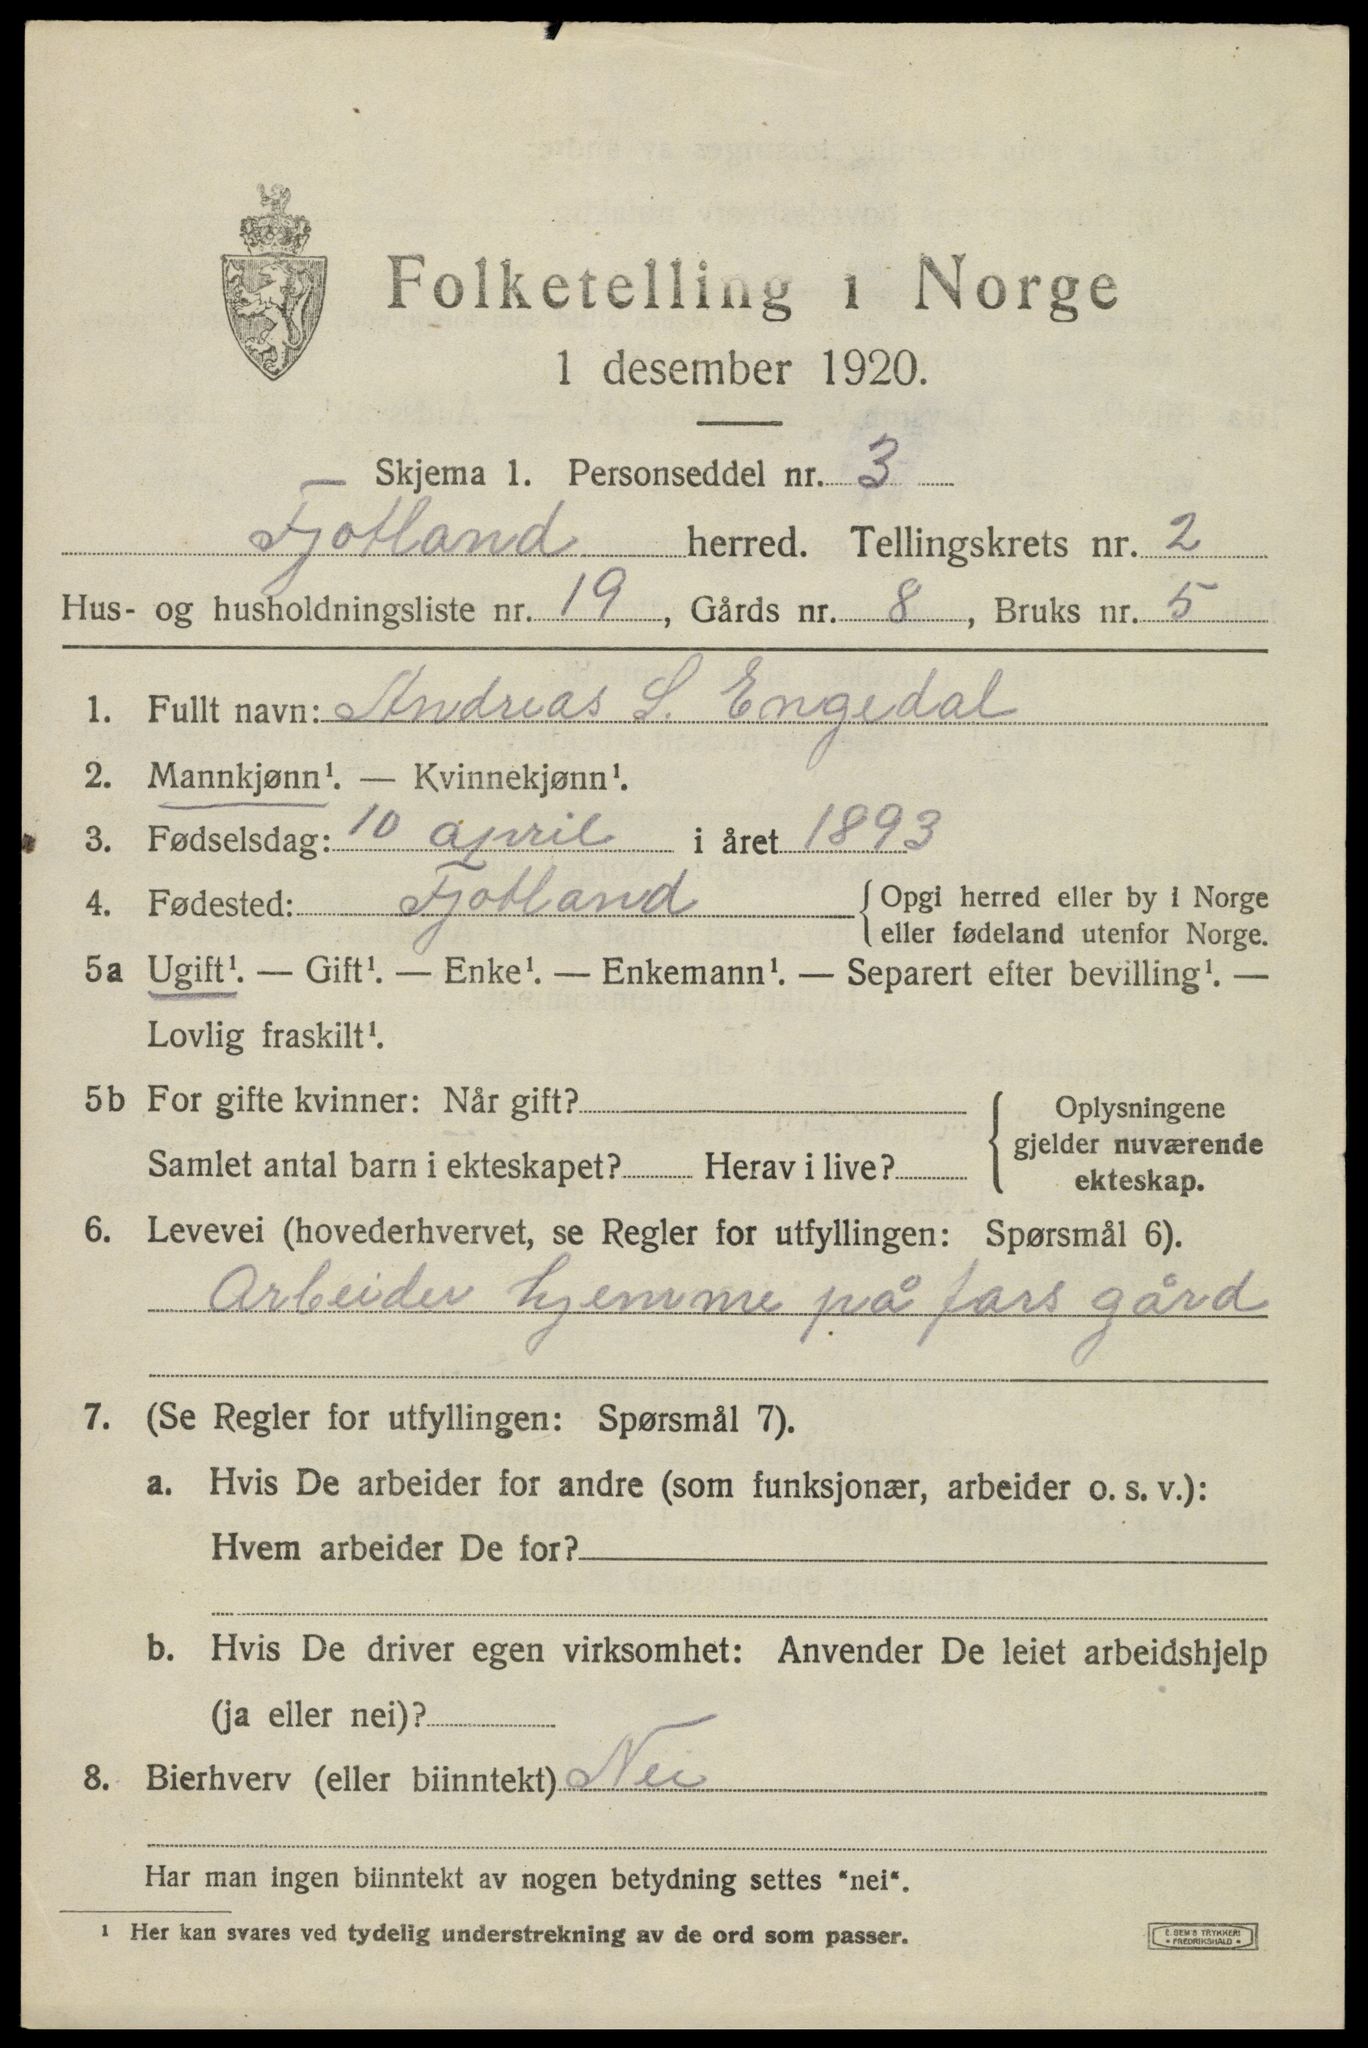 Folketelling i Norge
1 desember 1920.
Skjema 1. Personseddel nr. 3
Fjotland herred. Tellingskrets nr. 2
Hus- og husholdningsliste nr. 19, Gårds nr. 8, Bruks nr. 5
1. Fullt navn: Andreas S. Engedal
2. Mannkjønn¹. — Kvinnekjønn¹.
3. Fødselsdag: 10 april i året 1893
4. Fødested: Fjotland {Opgi herred eller by i Norge
eller fødeland utenfor Norge.
5a Ugift¹. — Gift¹. — Enke¹. — Enkemann¹. — Separert efter bevilling¹. —
Lovlig fraskilt¹.
5b For gifte kvinner: Når gift?
Samlet antal barn i ekteskapet? Herav i live?
Oplysningene
gjelder nuværende
ekteskap.
6. Levevei (hovederhvervet, se Regler for utfyllingen: Spørsmål 6).
Arbeider hjemme på fars gård
7. (Se Regler for utfyllingen: Spørsmål 7).
a. Hvis De arbeider for andre (som funksjonær, arbeider o. s. v.):
Hvem arbeider De for?
b. Hvis De driver egen virksomhet: Anvender De leiet arbeidshjelp
(ja eller nei)?
8. Bierhverv (eller biinntekt) Nei
Har man ingen biinntekt av nogen betydning settes "nei".
¹ Her kan svares ved tydelig understrekning av de ord som passer.
E. SEM'S TRYKKERI
* FREDRIKSHALD *